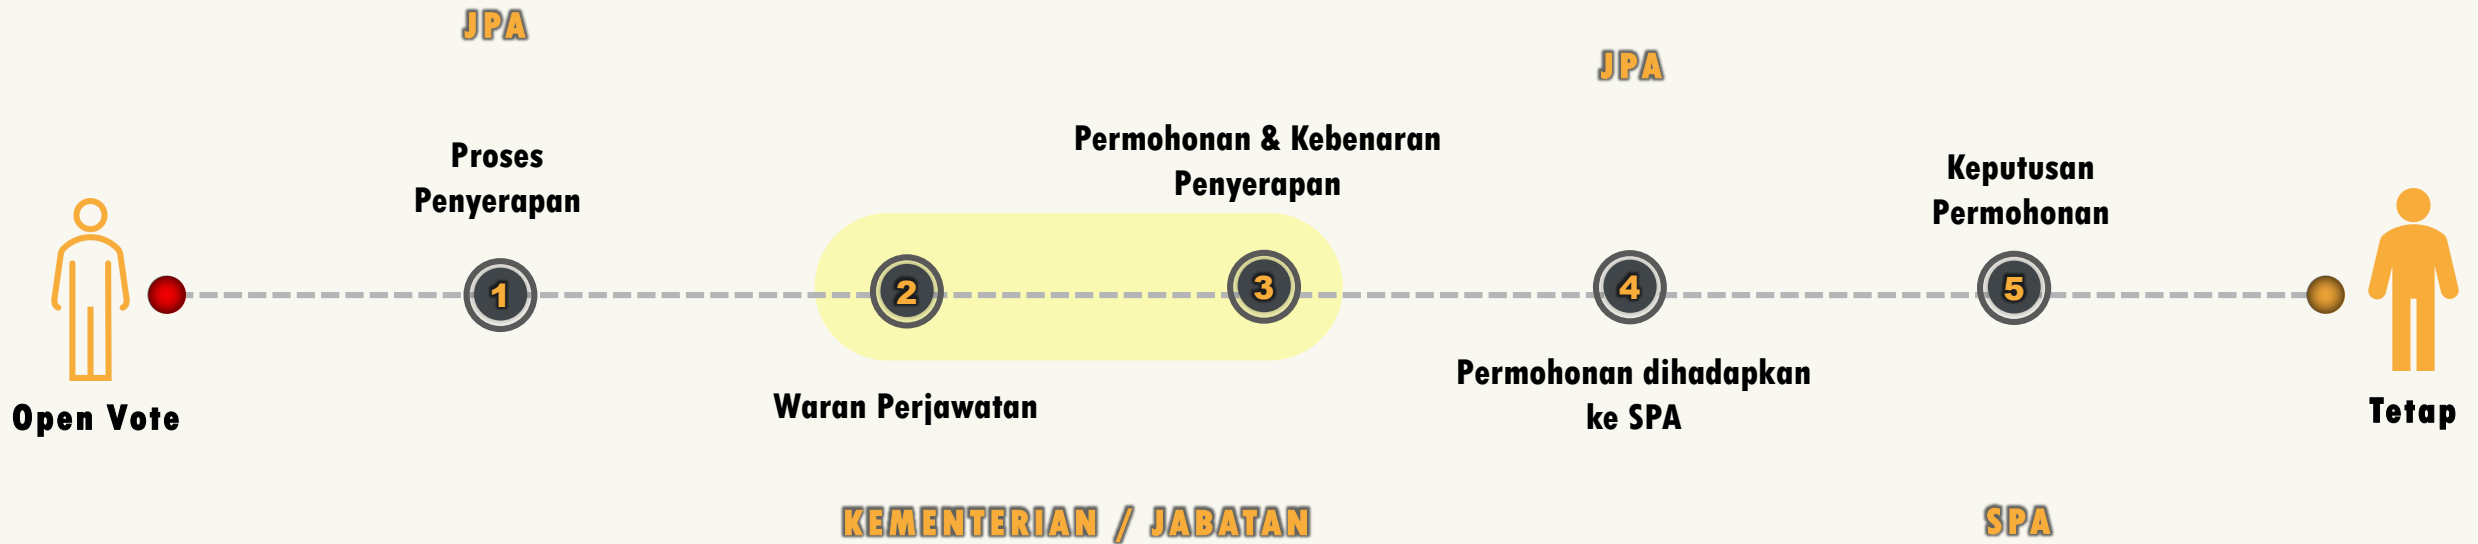 JPA
JPA
Proses
Penyerapan
Permohonan & Kebenaran
Penyerapan
Keputusan
Permohonan
1
2
3
4
5
Open Vote
Waran Perjawatan
Permohonan dihadapkan
ke SPA
Tetap
KEMENTERIAN / JABATAN
SPA